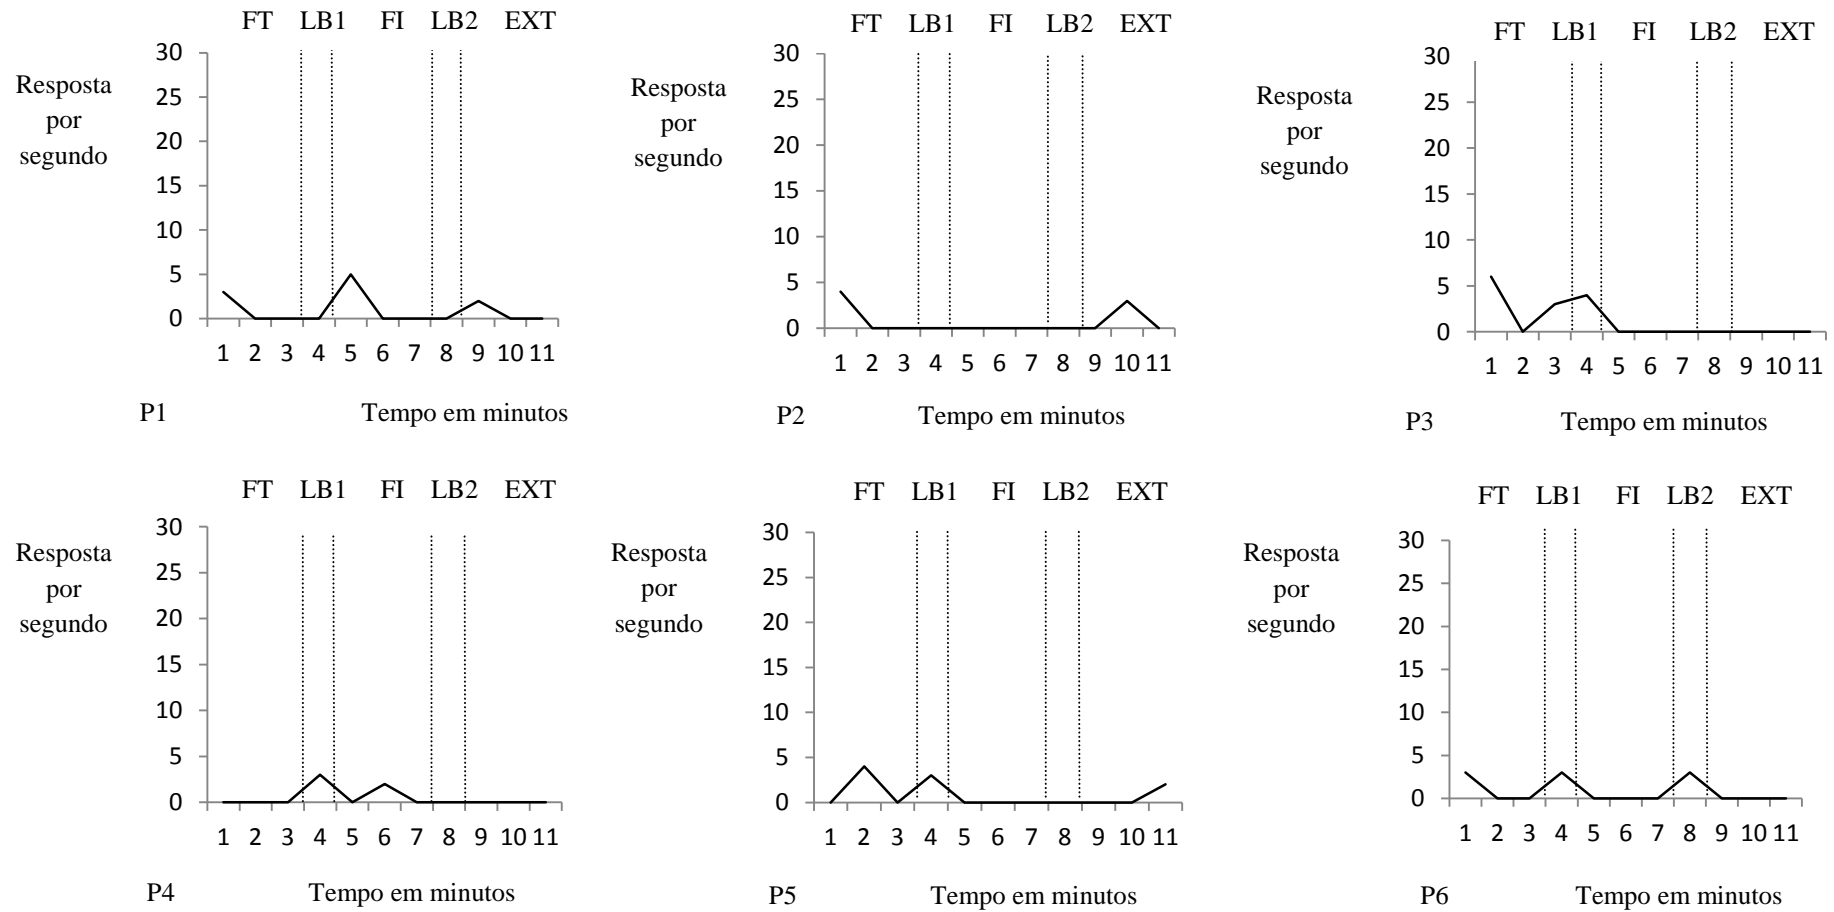 FT LB1 FI LB2 EXT
30
25
20
15
10
5
0
Resposta
por
segundo
1 2 3 4 5 6 7 8 9 10 11
P1 Tempo em minutos
FT LB1 FI LB2 EXT
30
25
20
15
10
5
0
Resposta
por
segundo
1 2 3 4 5 6 7 8 9 10 11
P2 Tempo em minutos
FT LB1 FI LB2 EXT
30
25
20
15
10
5
0
Resposta
por
segundo
1 2 3 4 5 6 7 8 9 10 11
P3 Tempo em minutos
FT LB1 FI LB2 EXT
30
25
20
15
10
5
0
Resposta
por
segundo
1 2 3 4 5 6 7 8 9 10 11
P4 Tempo em minutos
FT LB1 FI LB2 EXT
30
25
20
15
10
5
0
Resposta
por
segundo
1 2 3 4 5 6 7 8 9 10 11
P5 Tempo em minutos
FT LB1 FI LB2 EXT
30
25
20
15
10
5
0
Resposta
por
segundo
1 2 3 4 5 6 7 8 9 10 11
P6 Tempo em minutos